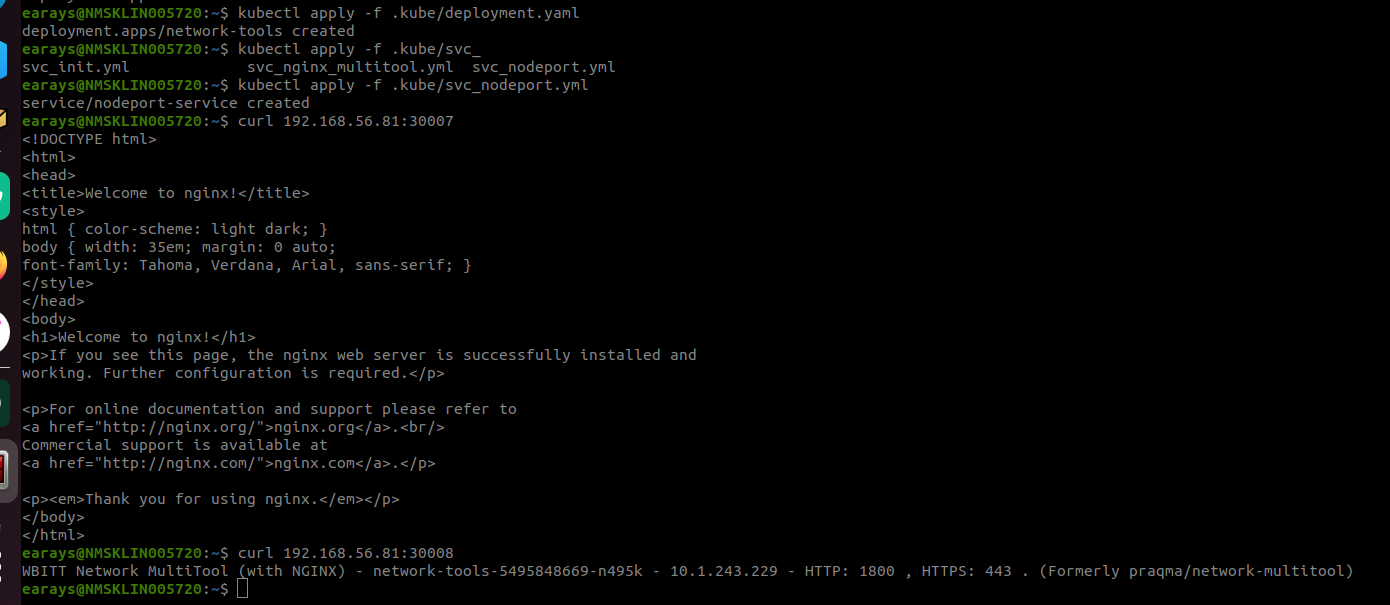 earays@NMSKLIN005720:~$ kubectl apply -f .kube/deployment.yaml
deployment.apps/network-tools created
earays@NMSKLIN005720:~$ kubectl apply -f .kube/svc_
svc_init.yml             svc_nginx_multitool.yml  svc_nodeport.yml
earays@NMSKLIN005720:~$ kubectl apply -f .kube/svc_nodeport.yml
service/nodeport-service created
earays@NMSKLIN005720:~$ curl 192.168.56.81:30007
<!DOCTYPE html>
<html>
<head>
<title>Welcome to nginx!</title>
<style>
html { color-scheme: light dark; }
body { width: 35em; margin: 0 auto;
font-family: Tahoma, Verdana, Arial, sans-serif; }
</style>
</head>
<body>
<h1>Welcome to nginx!</h1>
<p>If you see this page, the nginx web server is successfully installed and
working. Further configuration is required.</p>

<p>For online documentation and support please refer to
<a href="http://nginx.org/">nginx.org</a>.<br/>
Commercial support is available at
<a href="http://nginx.com/">nginx.com</a>.</p>

<p><em>Thank you for using nginx.</em></p>
</body>
</html>
earays@NMSKLIN005720:~$ curl 192.168.56.81:30008
WBITT Network MultiTool (with NGINX) - network-tools-5495848669-n495k - 10.1.243.229 - HTTP: 1800 , HTTPS: 443 . (Formerly praqma/network-multitool)
earays@NMSKLIN005720:~$